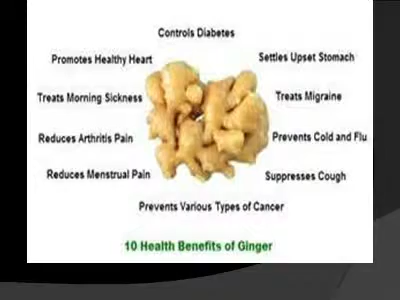 Controls Diabetes
Promotes Healthy Heart
Settles Upset Stomach
Treats Morning Sickness
Treats Migraine
Reduces Arthritis Pain
Prevents Cold and Flu
Reduces Menstrual Pain
Suppresses Cough
Prevents Various Types of Cancer
10 Health Benefits of Ginger